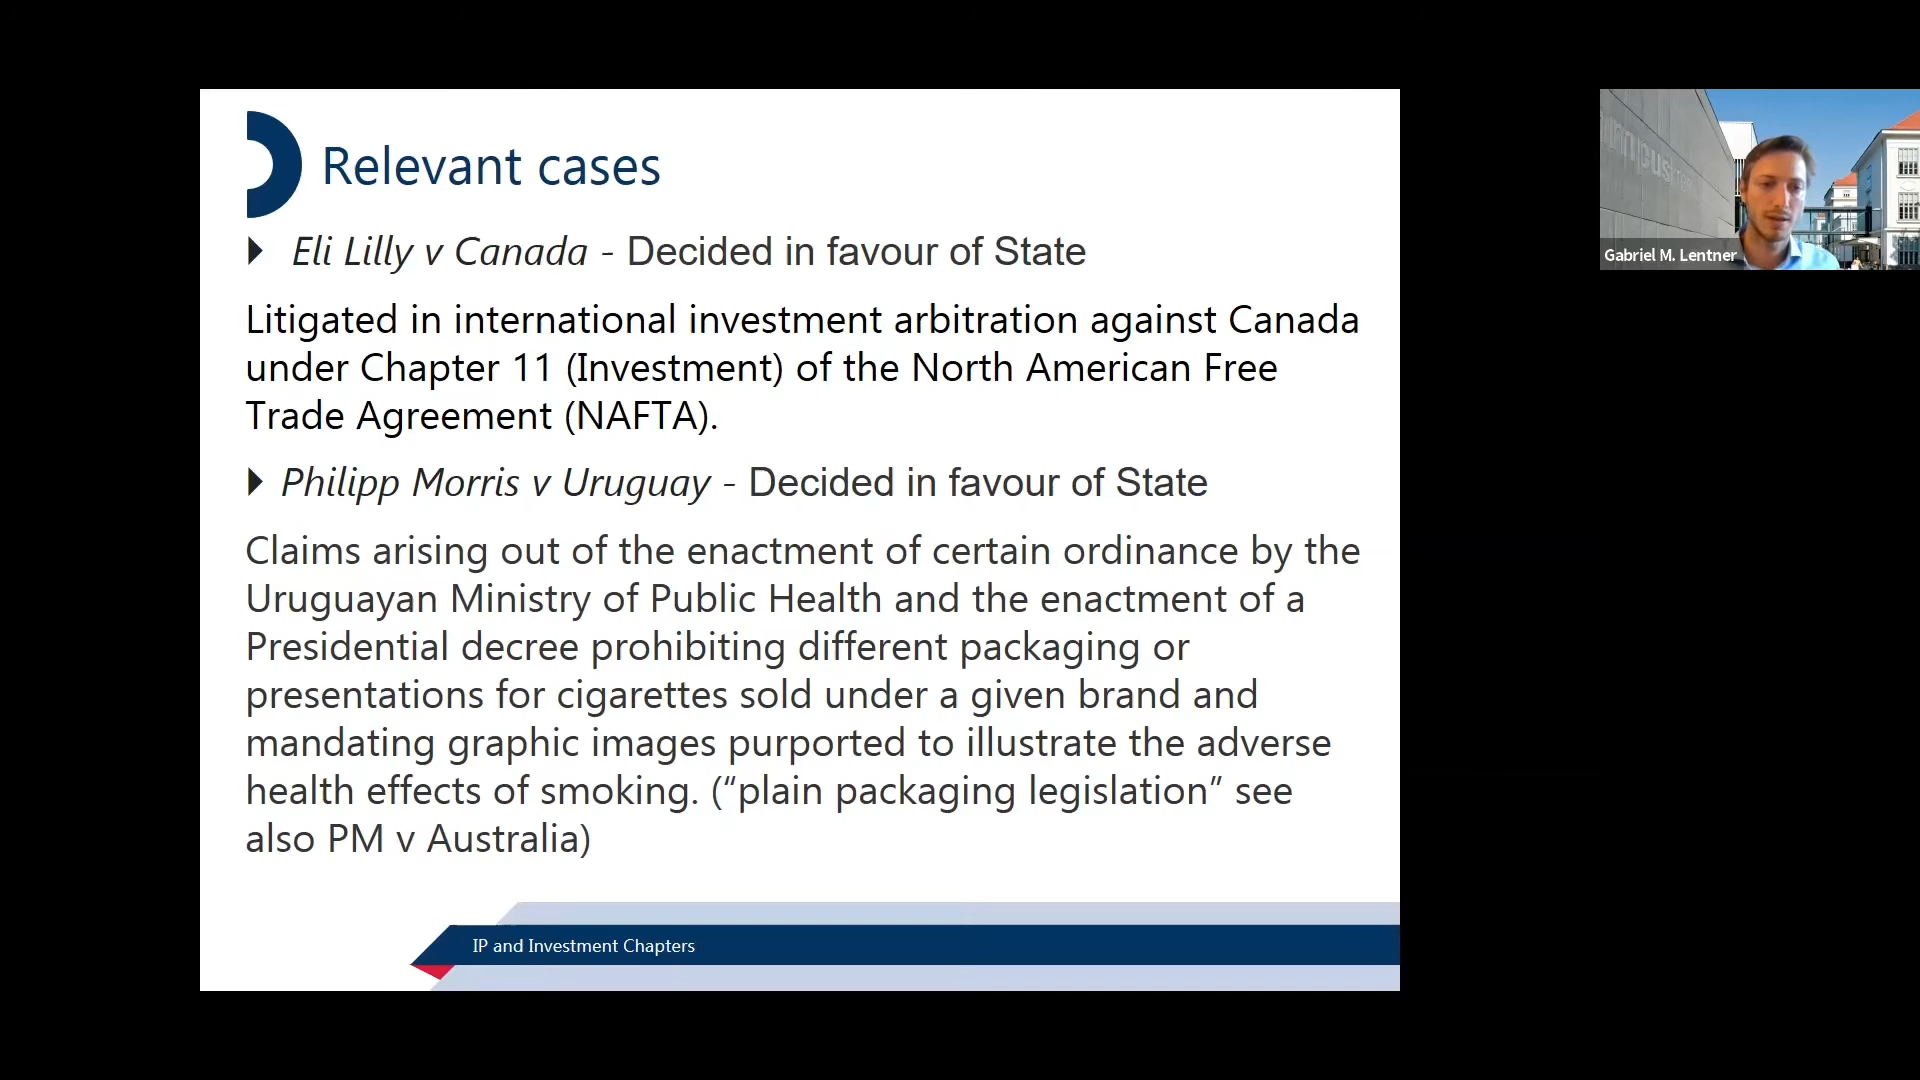 Relevant cases
Eli Lilly v Canada - Decided in favour of State
Litigated in international investment arbitration against Canada
under Chapter 11 (Investment) of the North American Free
Trade Agreement (NAFTA).
Philipp Morris v Uruguay - Decided in favour of State
Claims arising out of the enactment of certain ordinance by the
Uruguayan Ministry of Public Health and the enactment of a
Presidential decree prohibiting different packaging or
presentations for cigarettes sold under a given brand and
mandating graphic images purported to illustrate the adverse
health effects of smoking. (“plain packaging legislation” see
also PM v Australia)
IP and Investment Chapters
Gabriel M. Lentner